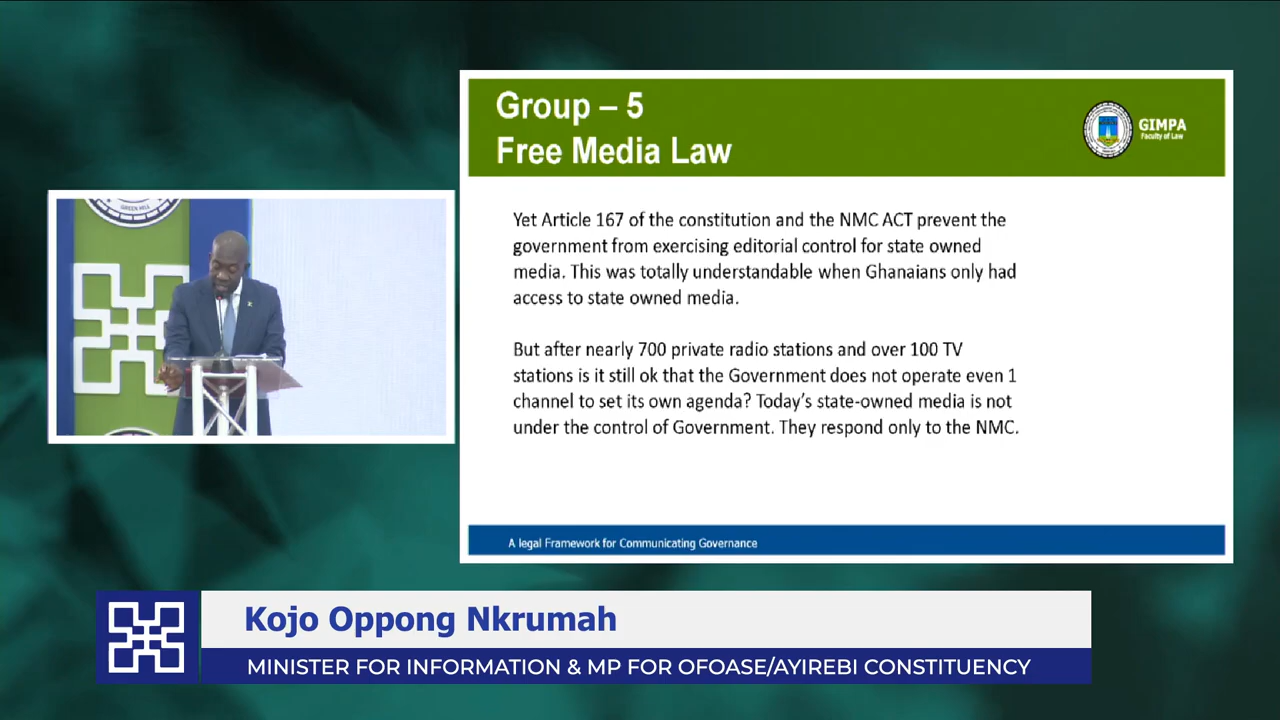 Group – 5
Free Media Law
GIMPA
Faculty of Law
Yet Article 167 of the constitution and the NMC ACT prevent the
government from exercising editorial control for state owned
media. This was totally understandable when Ghanaians only had
access to state owned media.
But after nearly 700 private radio stations and over 100 TV
stations is it still ok that the Government does not operate even 1
channel to set its own agenda? Today's state-owned media is not
under the control of Government. They respond only to the NMC.
A legal Framework for Communicating Governance
GREEN HILL
Kojo Oppong Nkrumah
MINISTER FOR INFORMATION & MP FOR OFOASE/AYIREBI CONSTITUENCY